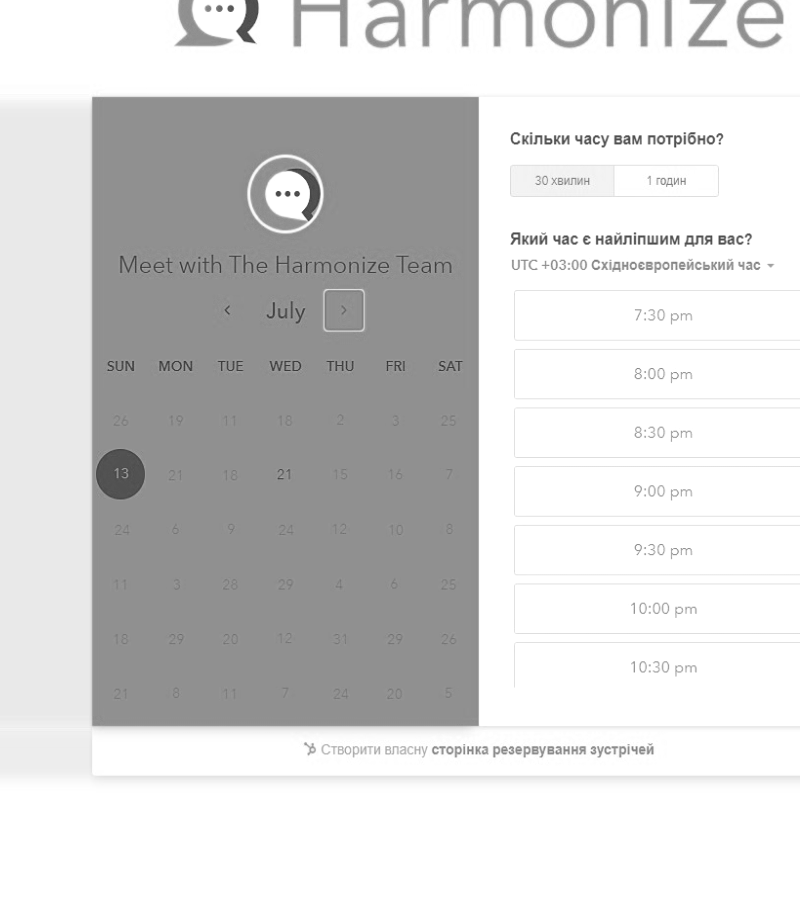 Harmonize
Meet with The Harmonize Team
July
SUN MON TUE WED THU FRI SAT
26 19 11 18 2 3 25
13 21 18 21 15 16 7
24 6 9 24 12 10 8
11 3 28 29 4 6 25
18 29 20 12 31 29 26
21 8 11 7 24 20 5
Скільки часу вам потрібно?
30 хвилин 1 годин
Який час є найліпшим для вас?
UTC +03:00 Східноєвропейський час
7:30 pm
8:00 pm
8:30 pm
9:00 pm
9:30 pm
10:00 pm
10:30 pm
Створити власну сторінка резервування зустрічей